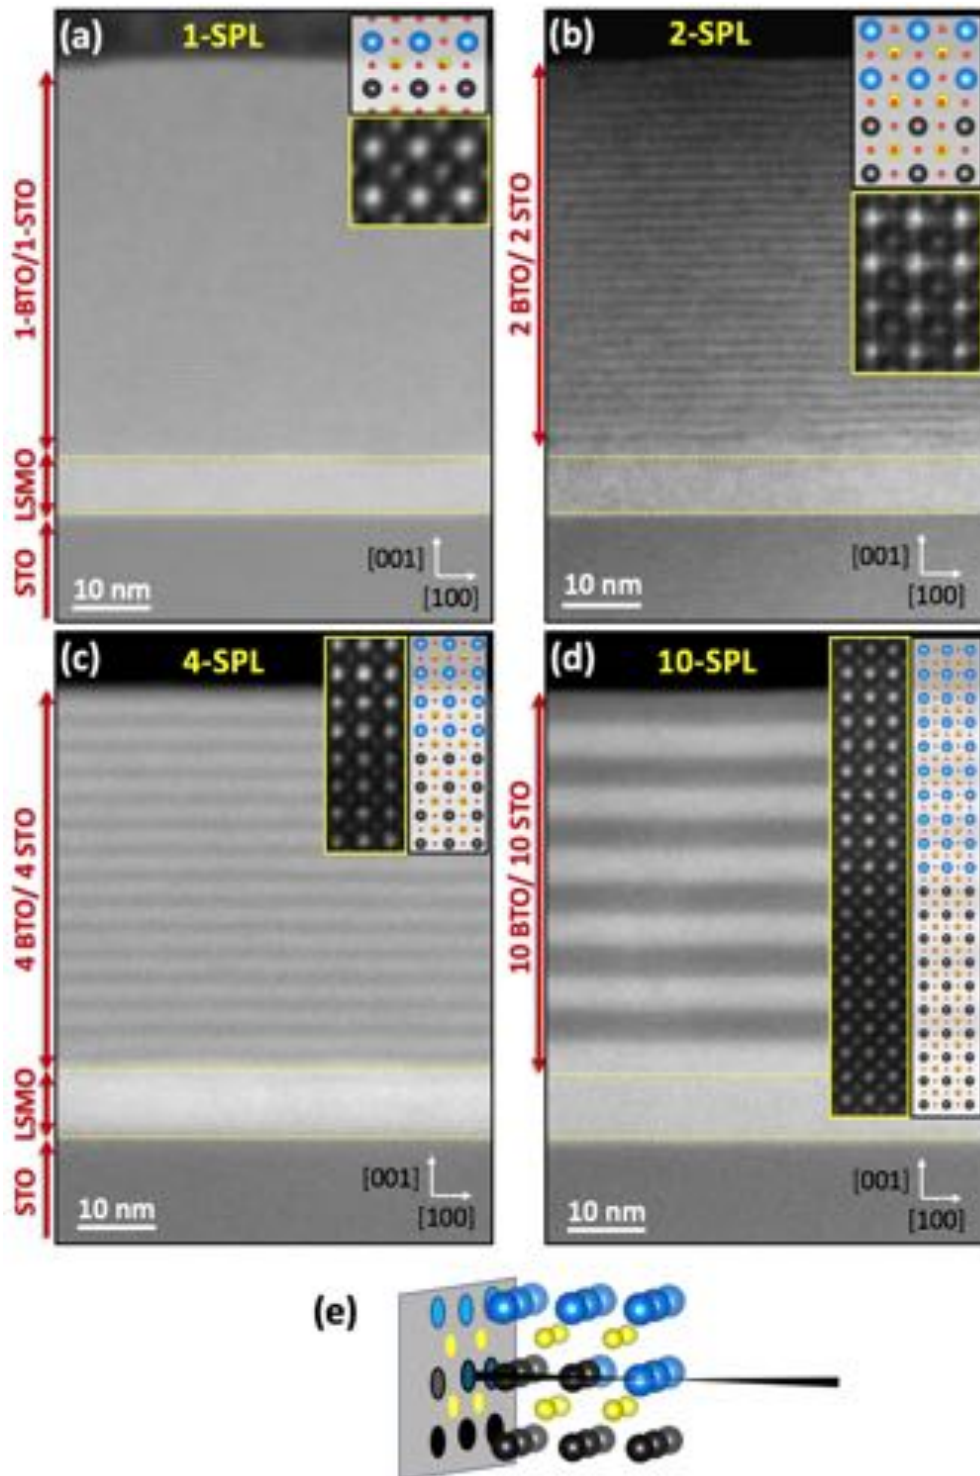 (a)
1-SPL
1-BTO/1-STO
LSMO
STO
10 nm
[001]
[100]
(b)
2-SPL
2 BTO/ 2 STO
10 nm
[001]
[100]
(c)
4-SPL
4 BTO/ 4 STO
LSMO
STO
10 nm
[001]
[100]
(d)
10-SPL
10 BTO/ 10 STO
10 nm
[001]
[100]
(e)